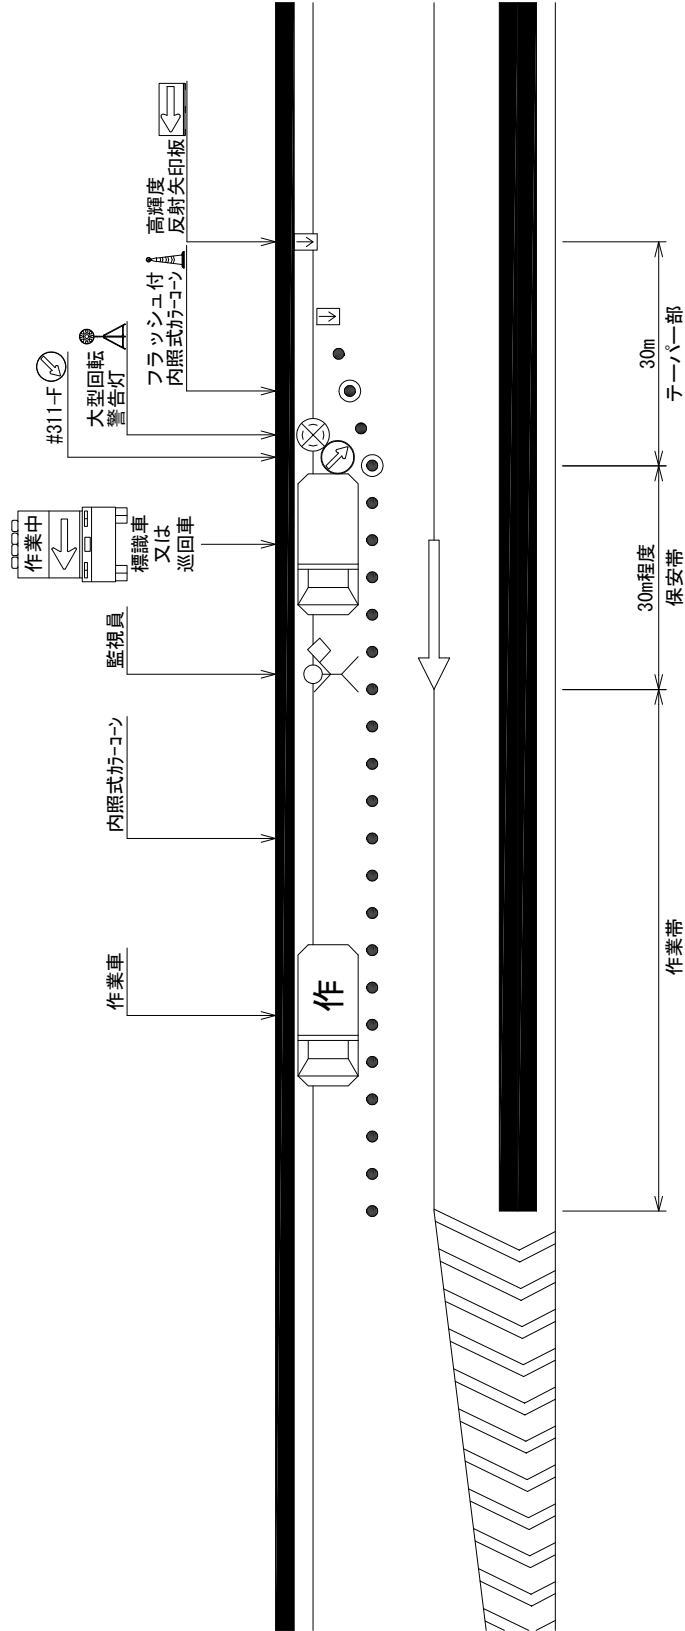 高輝度
反射矢印板
フラッシュ付
内照式カラーコーン
大型回転
警告灯
#311-F
作業中
標識車
又は
巡回車
監視員
内照式カラーコーン
作業車
作
30m
テーパー部
30m程度
保安帯
作業帯